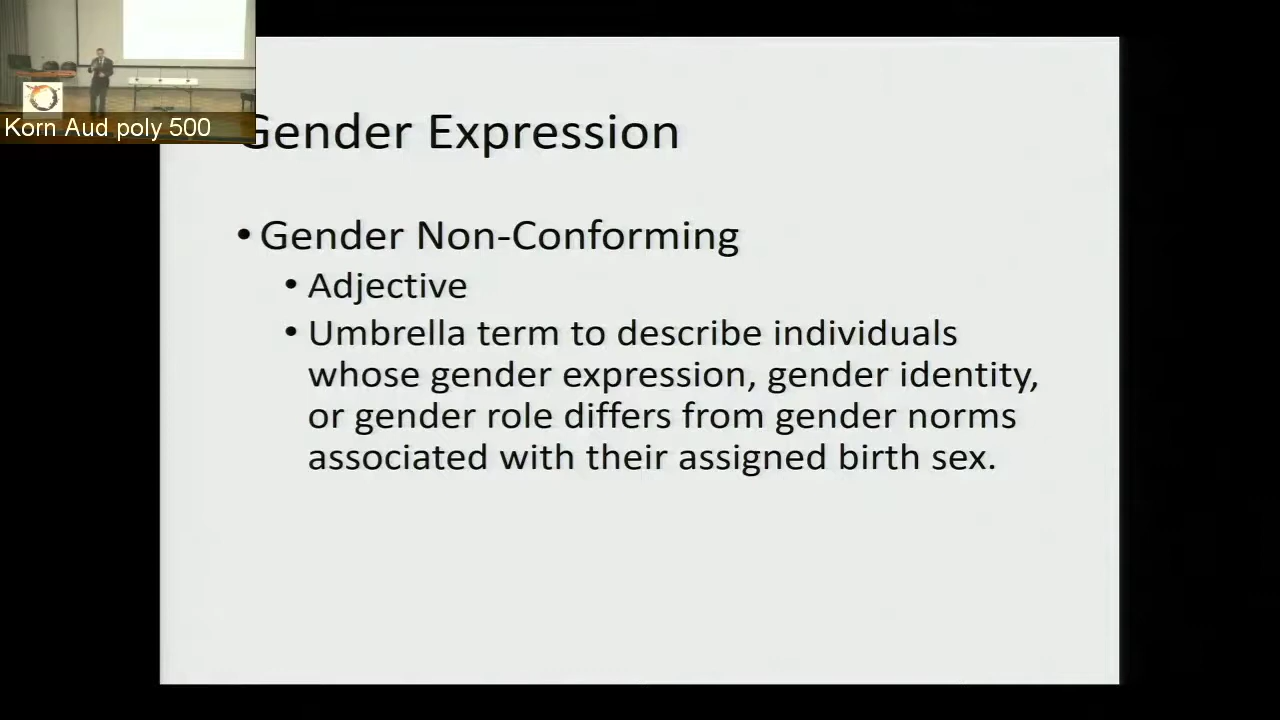 Korn Aud poly 500
Gender Expression
• Gender Non-Conforming
• Adjective
• Umbrella term to describe individuals
whose gender expression, gender identity,
or gender role differs from gender norms
associated with their assigned birth sex.